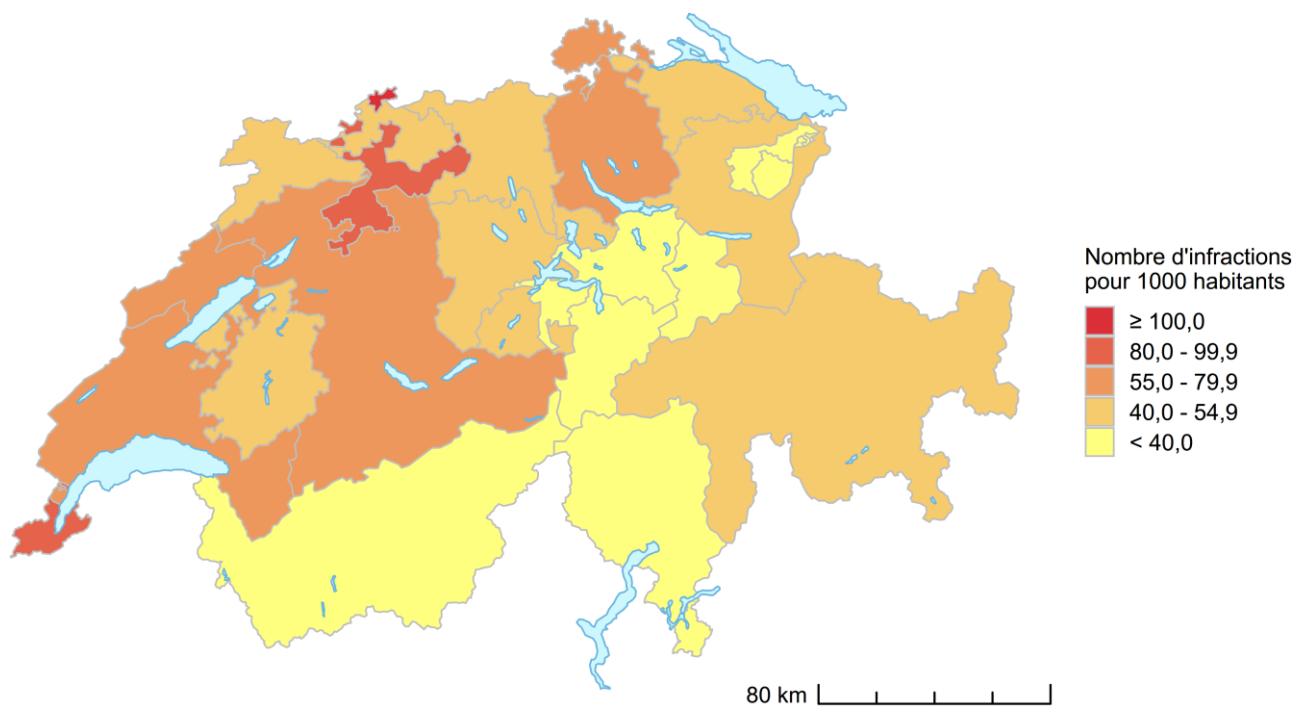 Nombre d'infractions
pour 1000 habitants
≥ 100,0
80,0 - 99,9
55,0 - 79,9
40,0 - 54,9
< 40,0
80 km